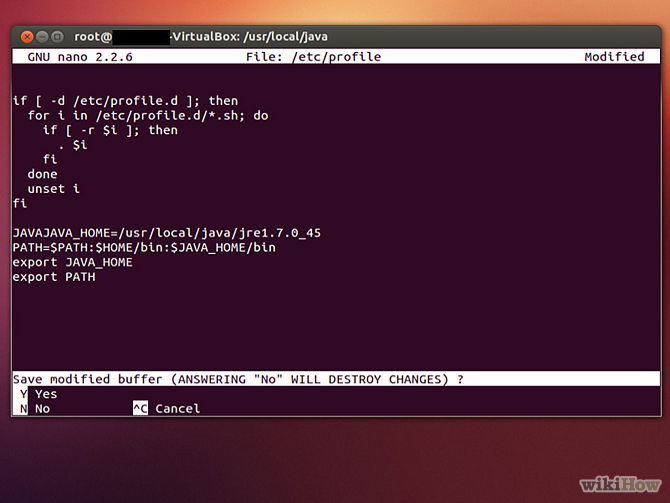 root@ -VirtualBox: /usr/local/java
GNU nano 2.2.6 File: /etc/profile Modified
if [ -d /etc/profile.d ]; then
for i in /etc/profile.d/*.sh; do
if [ -r $i ]; then
. $i
fi
done
unset i
fi
JAVAJAVA_HOME=/usr/local/java/jre1.7.0_45
PATH=$PATH:$HOME/bin:$JAVA_HOME/bin
export JAVA_HOME
export PATH
Save modified buffer (ANSWERING "No" WILL DESTROY CHANGES) ?
Y Yes
N No ^C Cancel
wikiHow